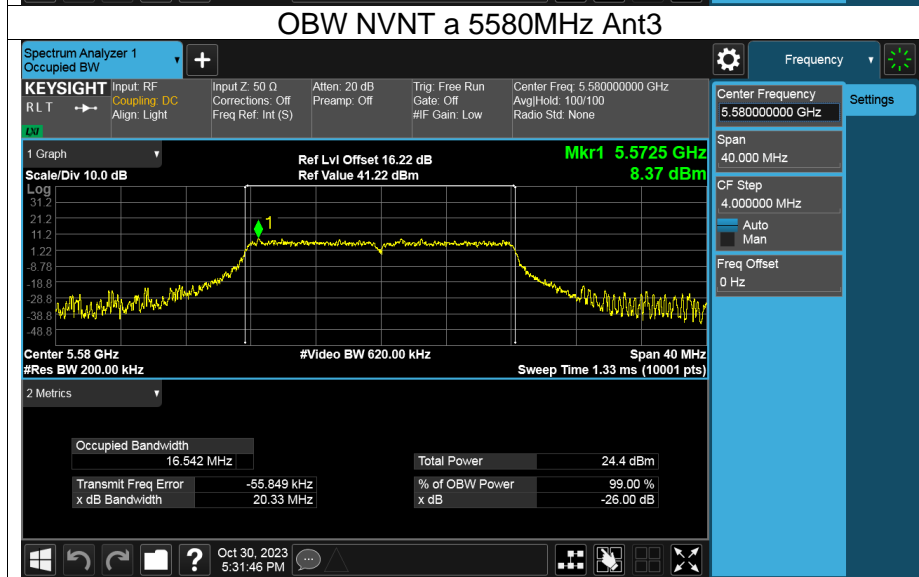 OBW NVNT a 5580MHz Ant3
Spectrum Analyzer 1
Occupied BW
+
Frequency
KEYSIGHT
R L T
LXI
Input: RF
Coupling: DC
Align: Light
Input Z: 50 Ω
Corrections: Off
Freq Ref: Int (S)
Atten: 20 dB
Preamp: Off
Trig: Free Run
Gate: Off
#IF Gain: Low
Center Freq: 5.580000000 GHz
Avg|Hold: 100/100
Radio Std: None
Center Frequency
5.580000000 GHz
Settings
Span
40.000 MHz
CF Step
4.000000 MHz
Auto
Man
Freq Offset
0 Hz
1 Graph
Scale/Div 10.0 dB
Ref Lvl Offset 16.22 dB
Ref Value 41.22 dBm
Mkr1 5.5725 GHz
8.37 dBm
Log
31.2
21.2
11.2
1.22
-8.78
-18.8
-28.8
-38.8
-48.8
1
Center 5.58 GHz
#Res BW 200.00 kHz
#Video BW 620.00 kHz
Span 40 MHz
Sweep Time 1.33 ms (10001 pts)
2 Metrics
Occupied Bandwidth
16.542 MHz
Total Power 24.4 dBm
Transmit Freq Error -55.849 kHz
% of OBW Power 99.00 %
x dB Bandwidth 20.33 MHz
x dB -26.00 dB
?
Oct 30, 2023
5:31:46 PM